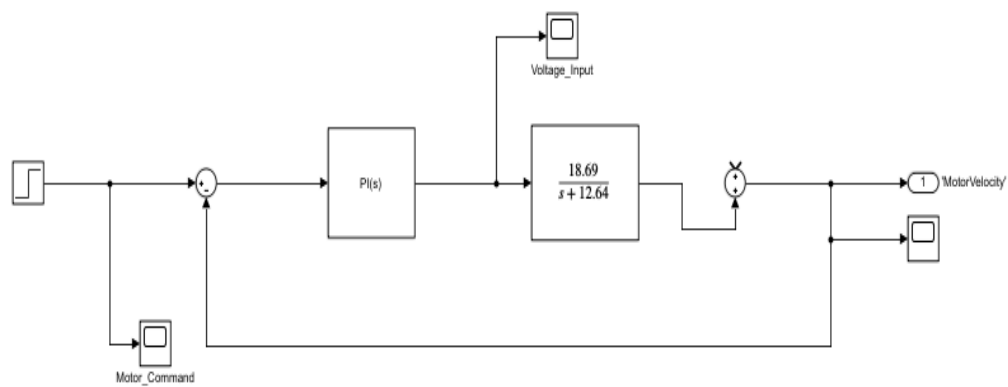 Voltage_Input
PI(s)
18.69
s + 12.64
+
-
+
+
1
'MotorVelocity'
Motor_Command